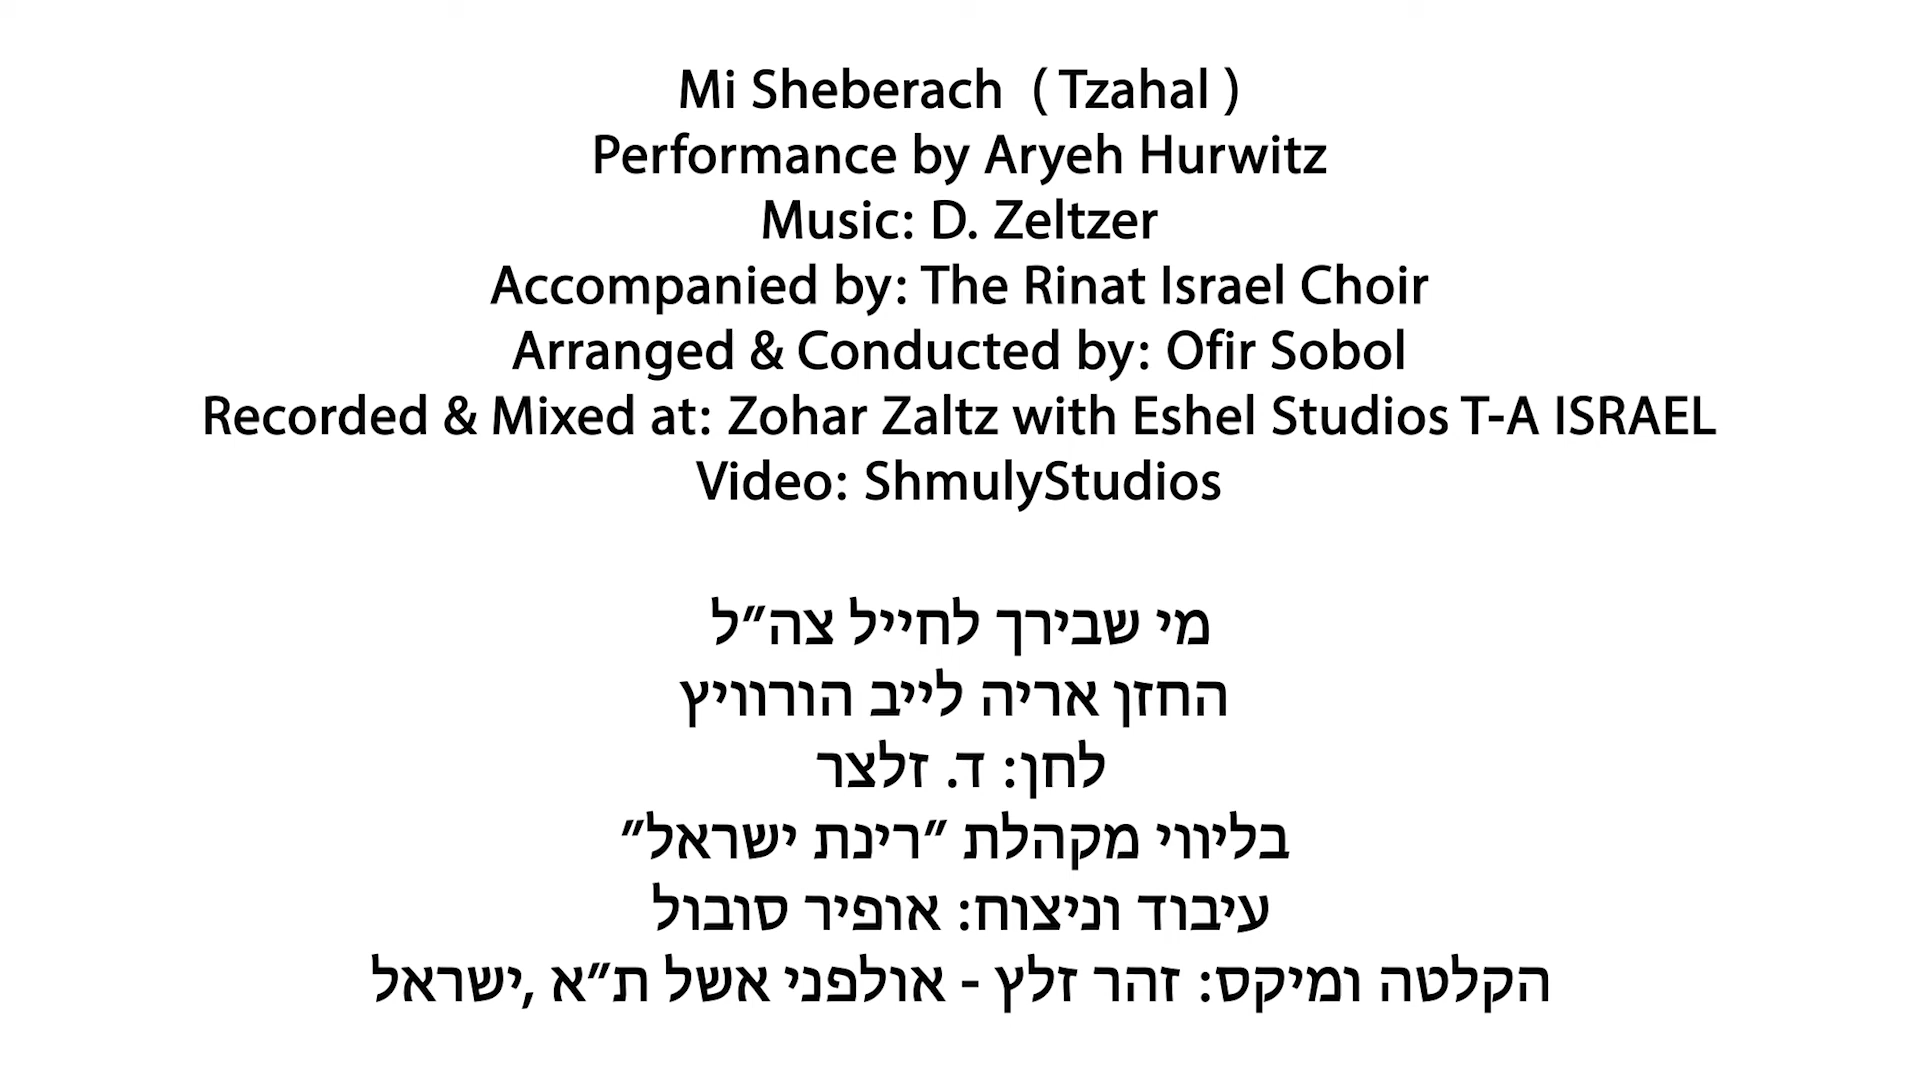 Mi Sheberach ( Tzahal )
Performance by Aryeh Hurwitz
Music: D. Zeltzer
Accompanied by: The Rinat Israel Choir
Arranged & Conducted by: Ofir Sobol
Recorded & Mixed at: Zohar Zaltz with Eshel Studios T-A ISRAEL
Video: ShmulyStudios
מי שבירך לחייל צה״ל
החזן אריה לייב הורוויץ
לחן: ד. זלצר
בליווי מקהלת ״רינת ישראל״
עיבוד וניצוח: אופיר סובול
הקלטה ומיקס: זהר זלץ - אולפני אשל ת״א ,ישראל